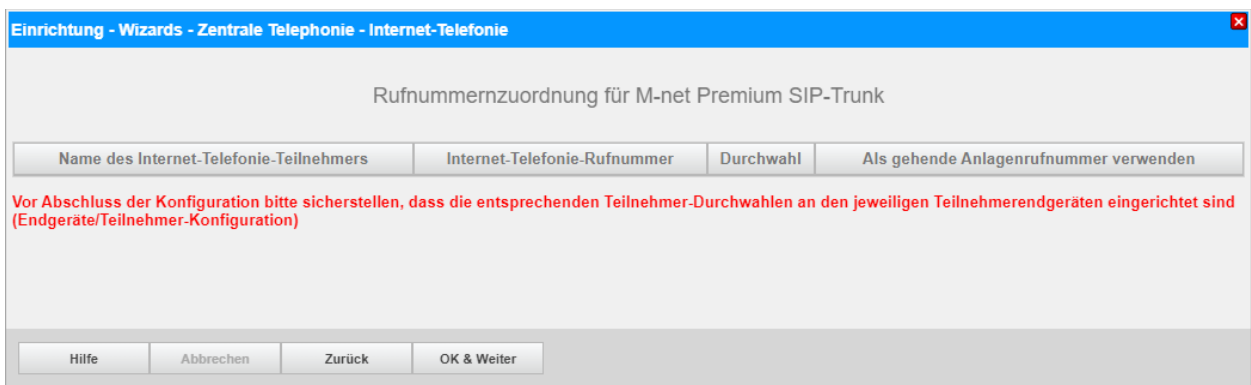 Einrichtung - Wizards - Zentrale Telephonie - Internet-Telefonie
Rufnummernzuordnung für M-net Premium SIP-Trunk
Name des Internet-Telefonie-Teilnehmers Internet-Telefonie-Rufnummer Durchwahl Als gehende Anlagenrufnummer verwenden
Vor Abschluss der Konfiguration bitte sicherstellen, dass die entsprechenden Teilnehmer-Durchwahlen an den jeweiligen Teilnehmerendgeräten eingerichtet sind
(Endgeräte/Teilnehmer-Konfiguration)
Hilfe Abbrechen Zurück OK & Weiter